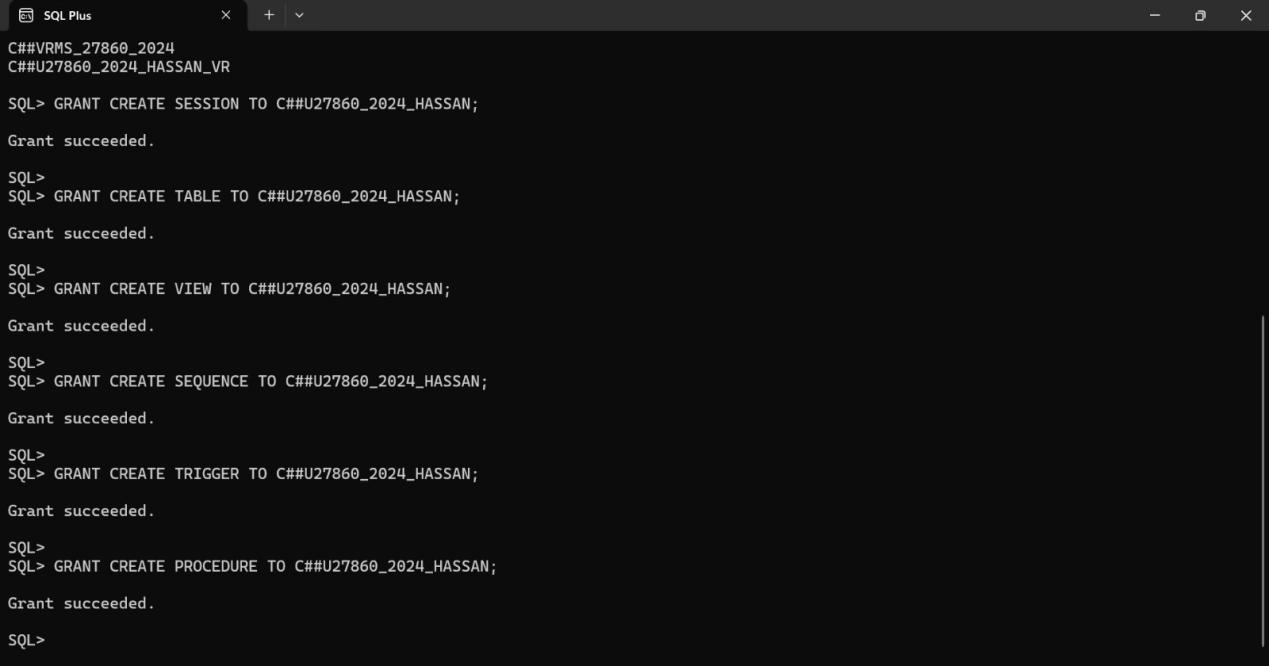 SQL Plus
C##VRMS_27860_2024
C##U27860_2024_HASSAN_VR
SQL> GRANT CREATE SESSION TO C##U27860_2024_HASSAN;
Grant succeeded.
SQL>
SQL> GRANT CREATE TABLE TO C##U27860_2024_HASSAN;
Grant succeeded.
SQL>
SQL> GRANT CREATE VIEW TO C##U27860_2024_HASSAN;
Grant succeeded.
SQL>
SQL> GRANT CREATE SEQUENCE TO C##U27860_2024_HASSAN;
Grant succeeded.
SQL>
SQL> GRANT CREATE TRIGGER TO C##U27860_2024_HASSAN;
Grant succeeded.
SQL>
SQL> GRANT CREATE PROCEDURE TO C##U27860_2024_HASSAN;
Grant succeeded.
SQL>